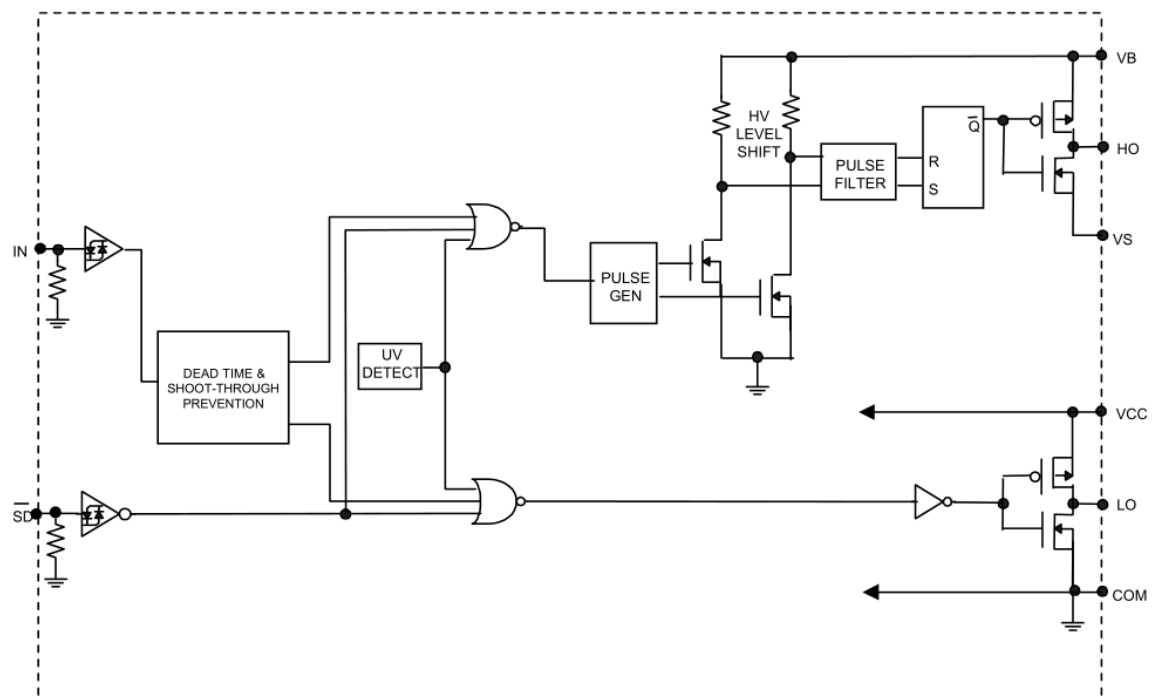 VB
HV
LEVEL
SHIFT
Q̅
HO
PULSE
FILTER
R
S
IN
VS
PULSE
GEN
UV
DETECT
DEAD TIME &
SHOOT-THROUGH
PREVENTION
VCC
S̅D̅
LO
COM